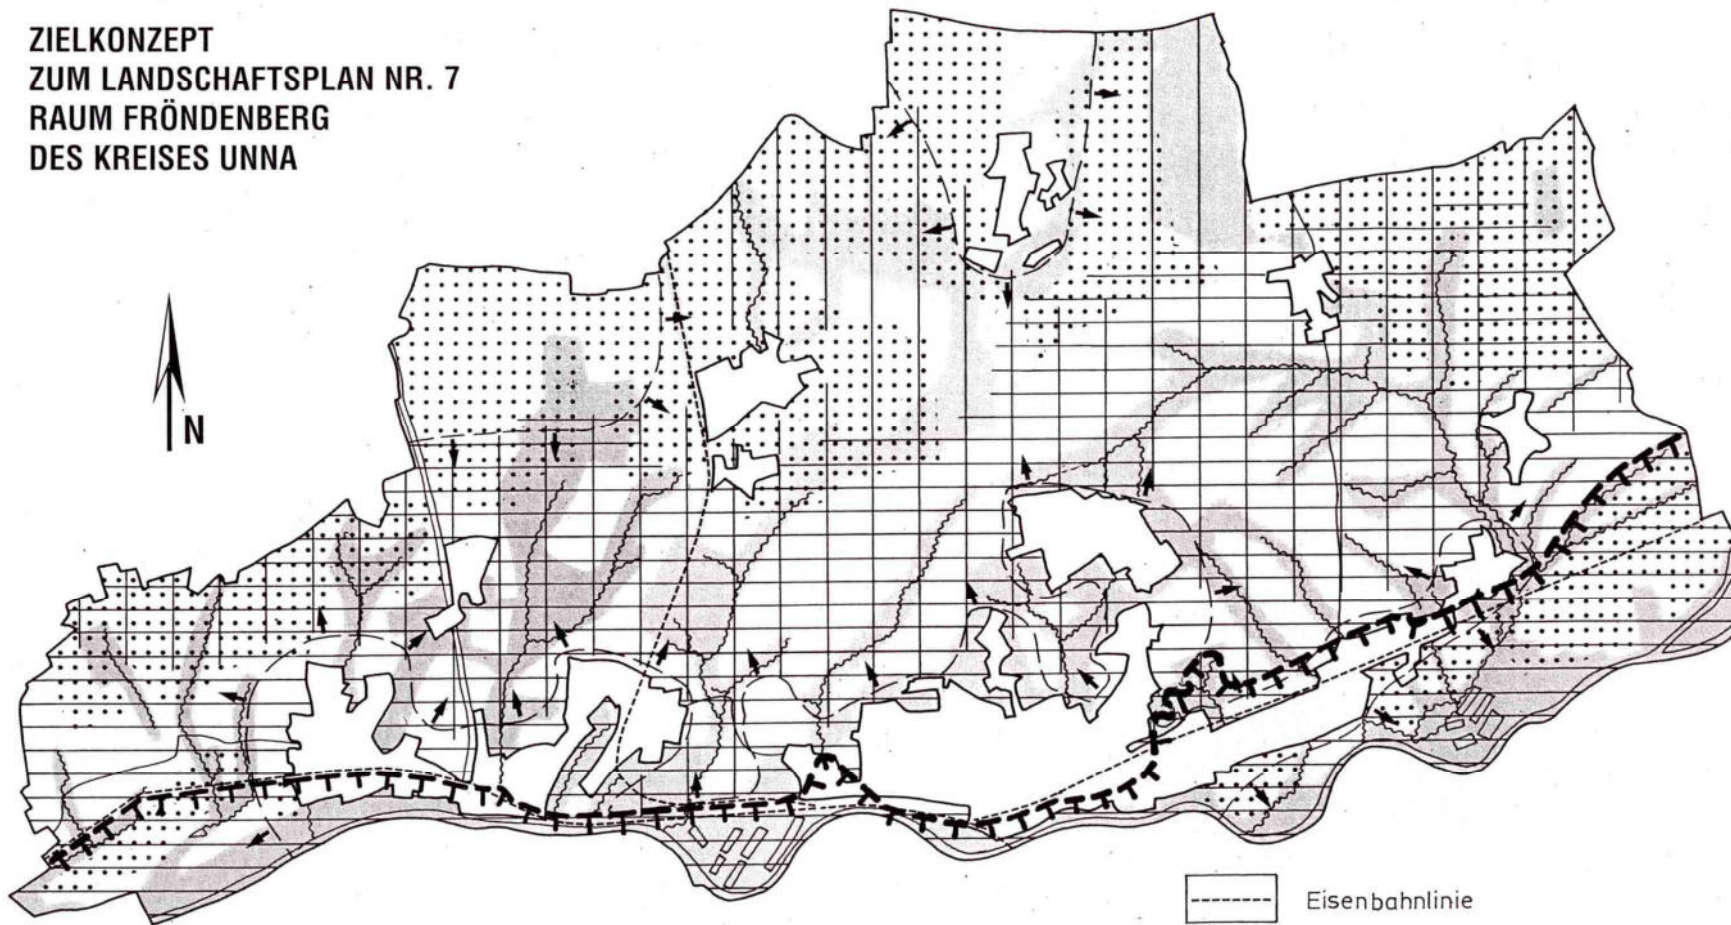 ZIELKONZEPT
ZUM LANDSCHAFTSPLAN NR. 7
RAUM FRÖNDENBERG
DES KREISES UNNA
N
Eisenbahnlinie